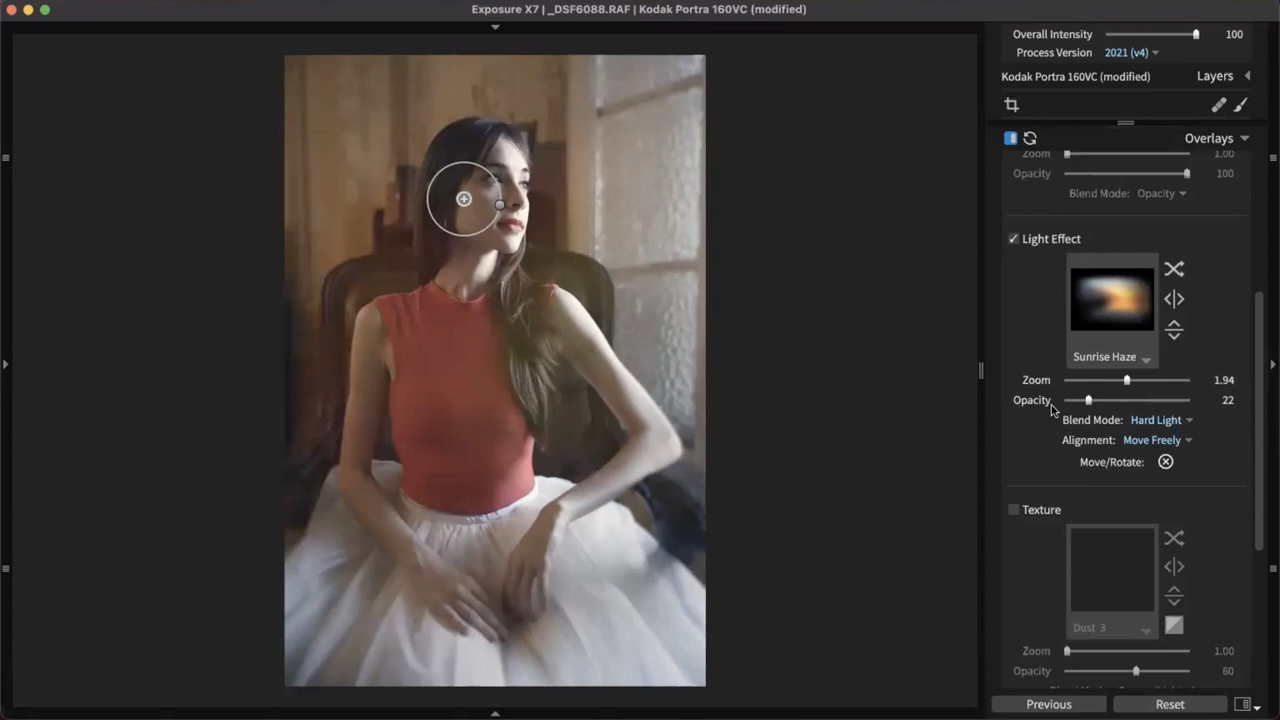 Exposure X7 | _DSF6088.RAF | Kodak Portra 160VC (modified)
Overall Intensity 100
Process Version 2021 (v4)
Kodak Portra 160VC (modified) Layers
Overlays
Zoom 1.00
Opacity 100
Blend Mode: Opacity
Light Effect
Sunrise Haze
Zoom 1.94
Opacity 22
Blend Mode: Hard Light
Alignment: Move Freely
Move/Rotate:
Texture
Dust 3
Zoom 1.00
Opacity 60
Previous Reset